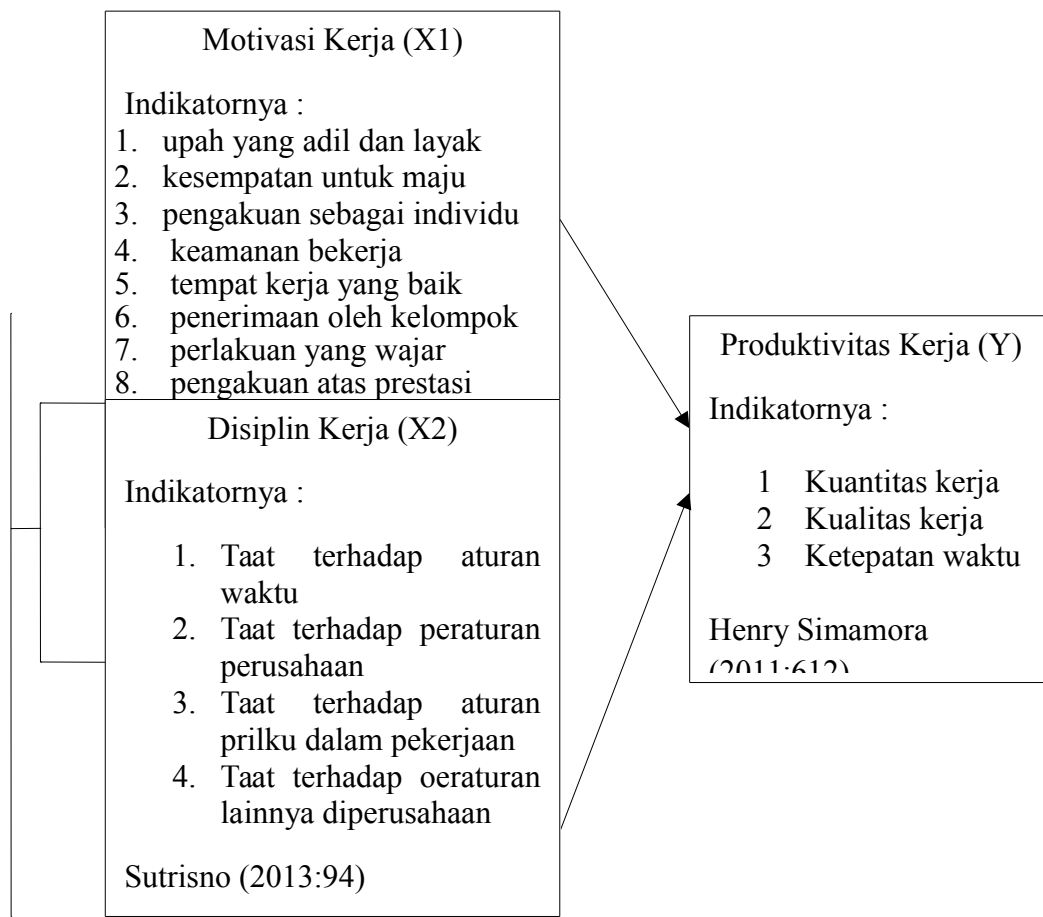 Motivasi Kerja (X1)
Indikatornya :
1. upah yang adil dan layak
2. kesempatan untuk maju
3. pengakuan sebagai individu
4. keamanan bekerja
5. tempat kerja yang baik
6. penerimaan oleh kelompok
7. perlakuan yang wajar
8. pengakuan atas prestasi
Disiplin Kerja (X2)
Indikatornya :
1. Taat terhadap aturan
waktu
2. Taat terhadap peraturan
perusahaan
3. Taat terhadap aturan
prilku dalam pekerjaan
4. Taat terhadap oeraturan
lainnya diperusahaan
Sutrisno (2013:94)
Produktivitas Kerja (Y)
Indikatornya :
1 Kuantitas kerja
2 Kualitas kerja
3 Ketepatan waktu
Henry Simamora
(2011:612)